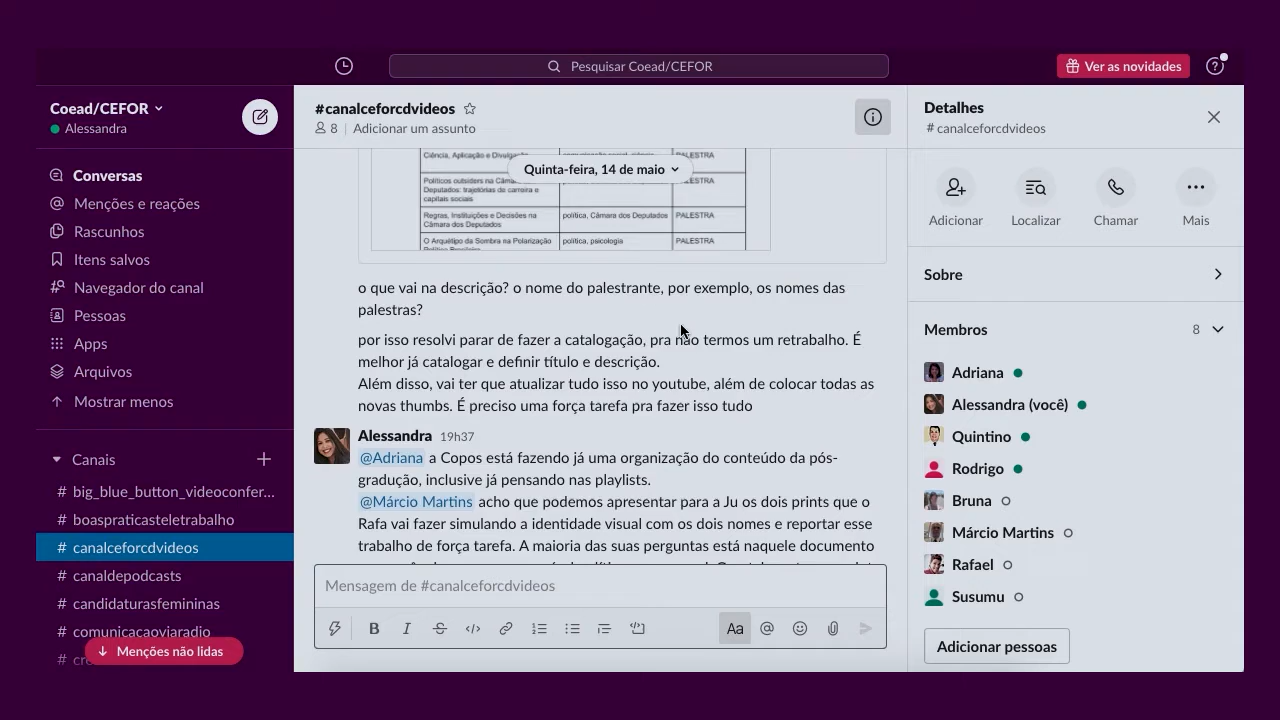 Pesquisar Coead/CEFOR
Ver as novidades
Coead/CEFOR
Alessandra
Conversas
Menções e reações
Rascunhos
Itens salvos
Navegador do canal
Pessoas
Apps
Arquivos
Mostrar menos
Canais
# big_blue_button_videoconfer...
# boaspraticasteletrabalho
# canalceforcdvideos
# canaldepodcasts
# candidaturasfemininas
# comunicacaoviaradio
Menções não lidas
#canalceforcdvideos
8 | Adicionar um assunto
Quinta-feira, 14 de maio
Ciência, Aplicação e Divulgação
PALESTRA
Políticos outsiders na Câmara
Deputados: trajetórias de carreira e
capitais sociais
PALESTRA
Regras, Instituições e Decisões na
Câmara dos Deputados
política, Câmara dos Deputados
PALESTRA
O Arquétipo da Sombra na Polarização
política, psicologia
PALESTRA
o que vai na descrição? o nome do palestrante, por exemplo, os nomes das
palestras?
por isso resolvi parar de fazer a catalogação, pra não termos um retrabalho. É
melhor já catalogar e definir título e descrição.
Além disso, vai ter que atualizar tudo isso no youtube, além de colocar todas as
novas thumbs. É preciso uma força tarefa pra fazer isso tudo
Alessandra 19h37
@Adriana a Copos está fazendo já uma organização do conteúdo da pós-
gradução, inclusive já pensando nas playlists.
@Márcio Martins acho que podemos apresentar para a Ju os dois prints que o
Rafa vai fazer simulando a identidade visual com os dois nomes e reportar esse
trabalho de força tarefa. A maioria das suas perguntas está naquele documento
Mensagem de #canalceforcdvideos
B I S </> Aa @
Detalhes
# canalceforcdvideos
Adicionar
Localizar
Chamar
Mais
Sobre
Membros 8
Adriana
Alessandra (você)
Quintino
Rodrigo
Bruna
Márcio Martins
Rafael
Susumu
Adicionar pessoas